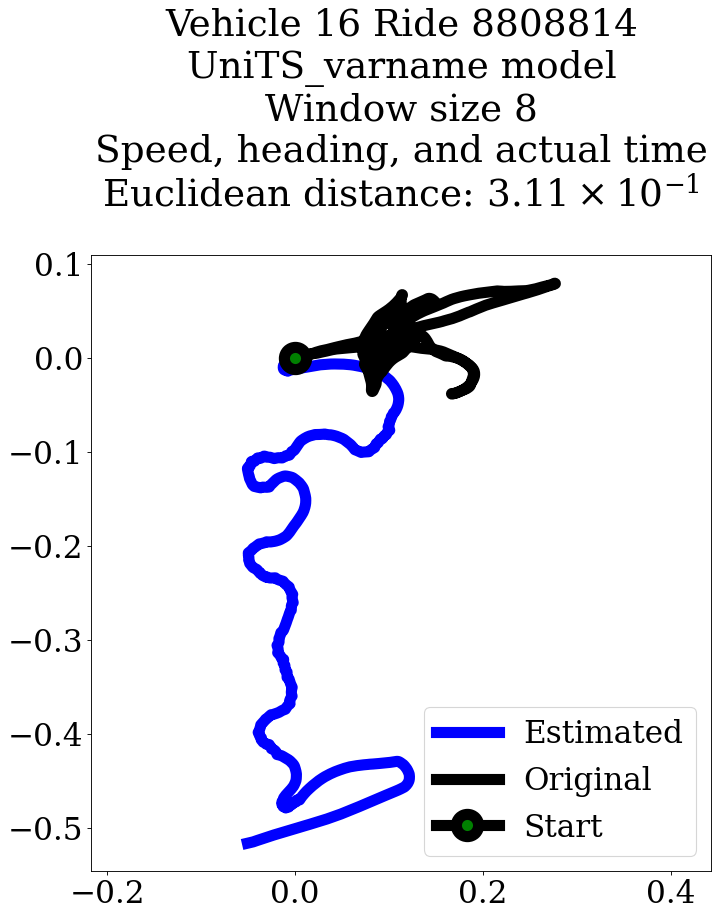 Vehicle 16 Ride 8808814
UniTS_varname model
Window size 8
Speed, heading, and actual time
Euclidean distance: 3.11 × 10⁻¹
0.1
0.0
−0.1
−0.2
−0.3
−0.4
−0.5
Estimated
Original
Start
−0.2 0.0 0.2 0.4